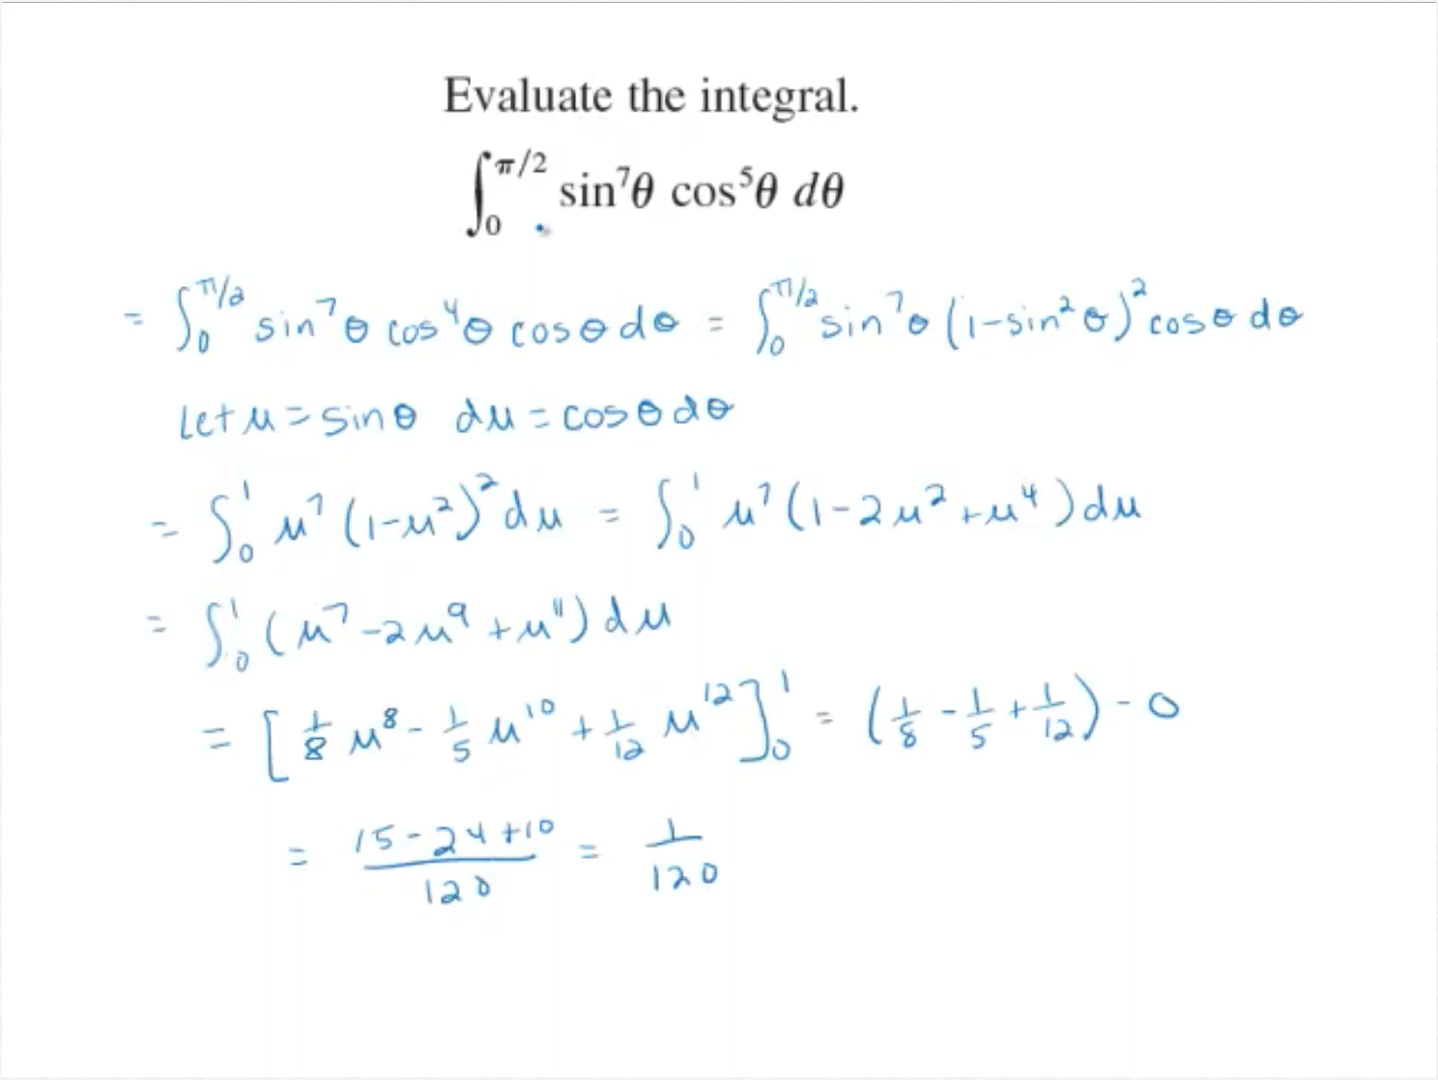 Evaluate the integral.
∫₀^{π/2} sin⁷θ cos⁵θ dθ
= ∫₀^{π/2} sin⁷θ cos⁴θ cosθ dθ = ∫₀^{π/2} sin⁷θ (1-sin²θ)² cosθ dθ
Let u = sinθ du = cosθ dθ
= ∫₀¹ u⁷ (1-u²)² du = ∫₀¹ u⁷ (1-2u²+u⁴) du
= ∫₀¹ (u⁷ -2u⁹ +u¹¹) du
= [1/8 u⁸ - 1/5 u¹⁰ + 1/12 u¹²]₀¹ = (1/8 - 1/5 + 1/12) - 0
= (15-24+10)/120 = 1/120